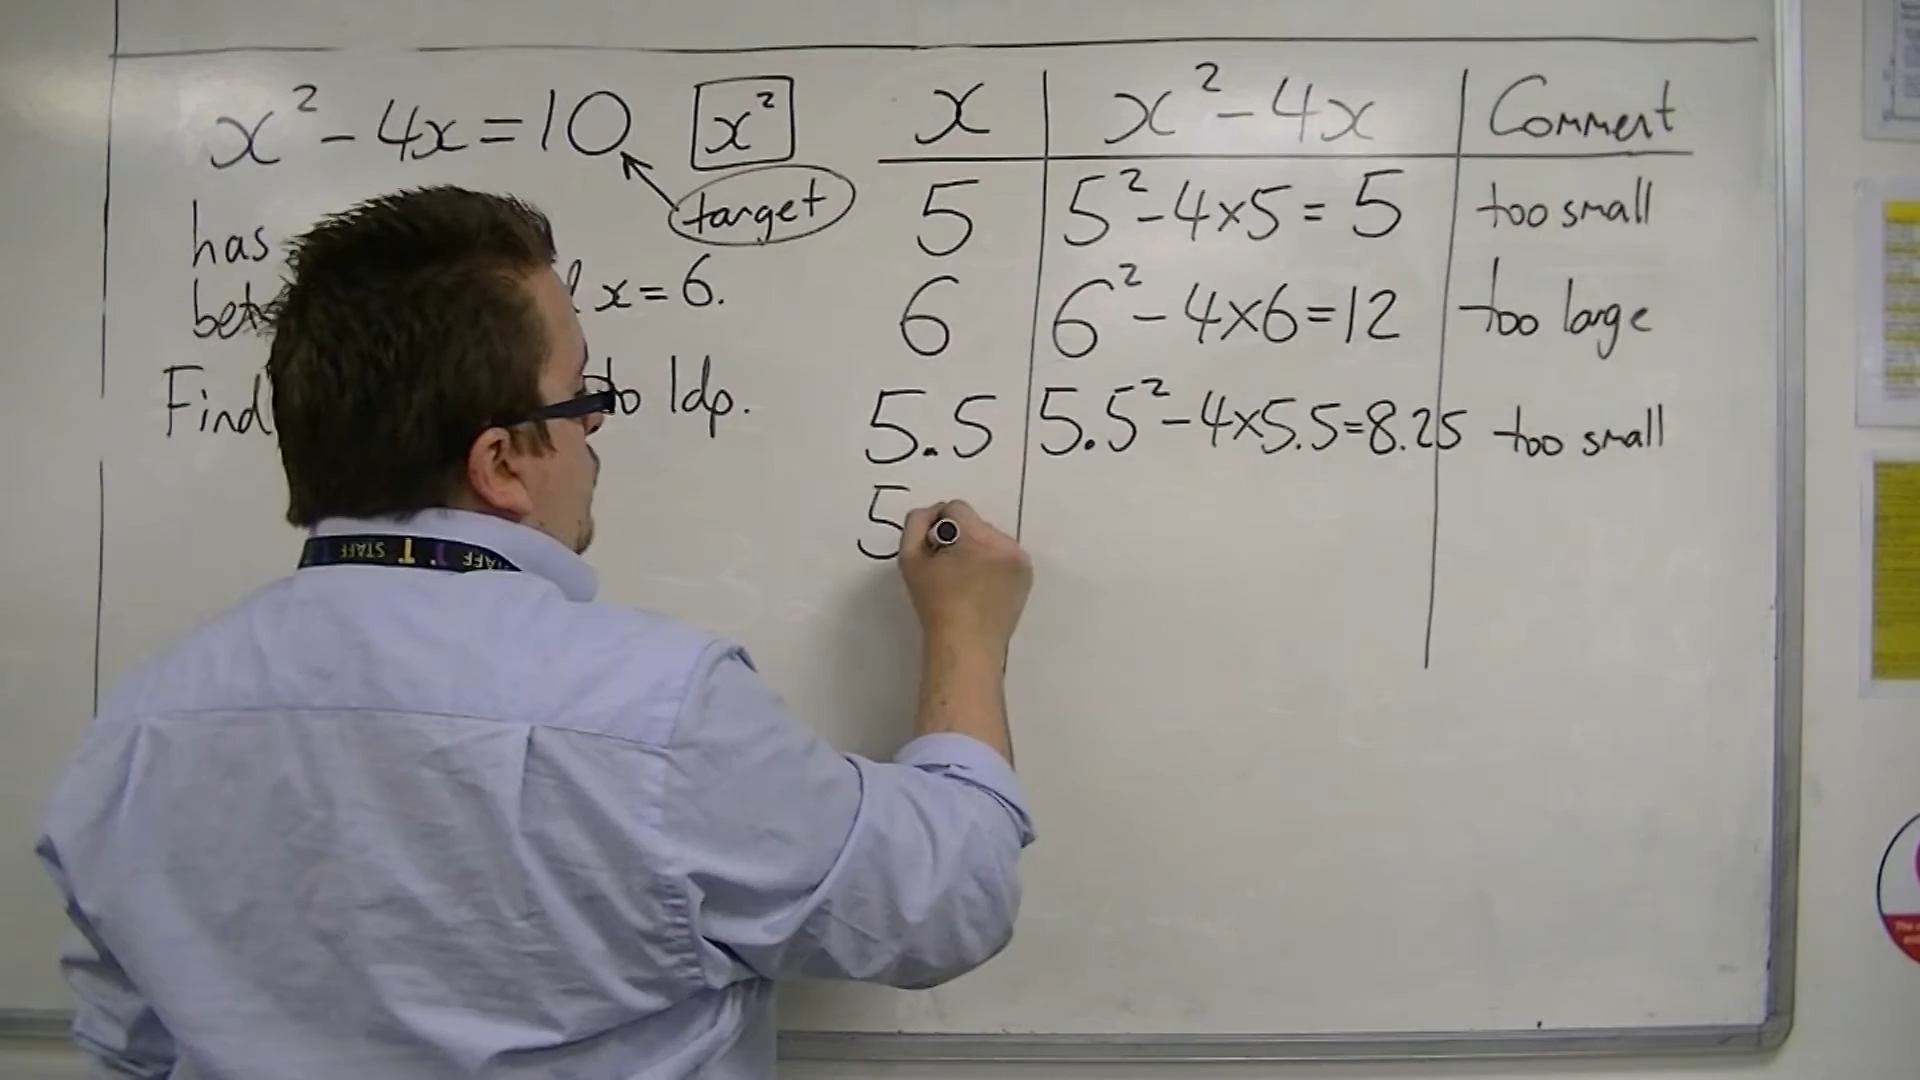 x² - 4x = 10 x²
target
has
x = 6.
Find to 1dp.
x x² - 4x Comment
5 5² - 4×5 = 5 too small
6 6² - 4×6 = 12 too large
5.5 5.5² - 4×5.5 = 8.25 too small
5
STAFF